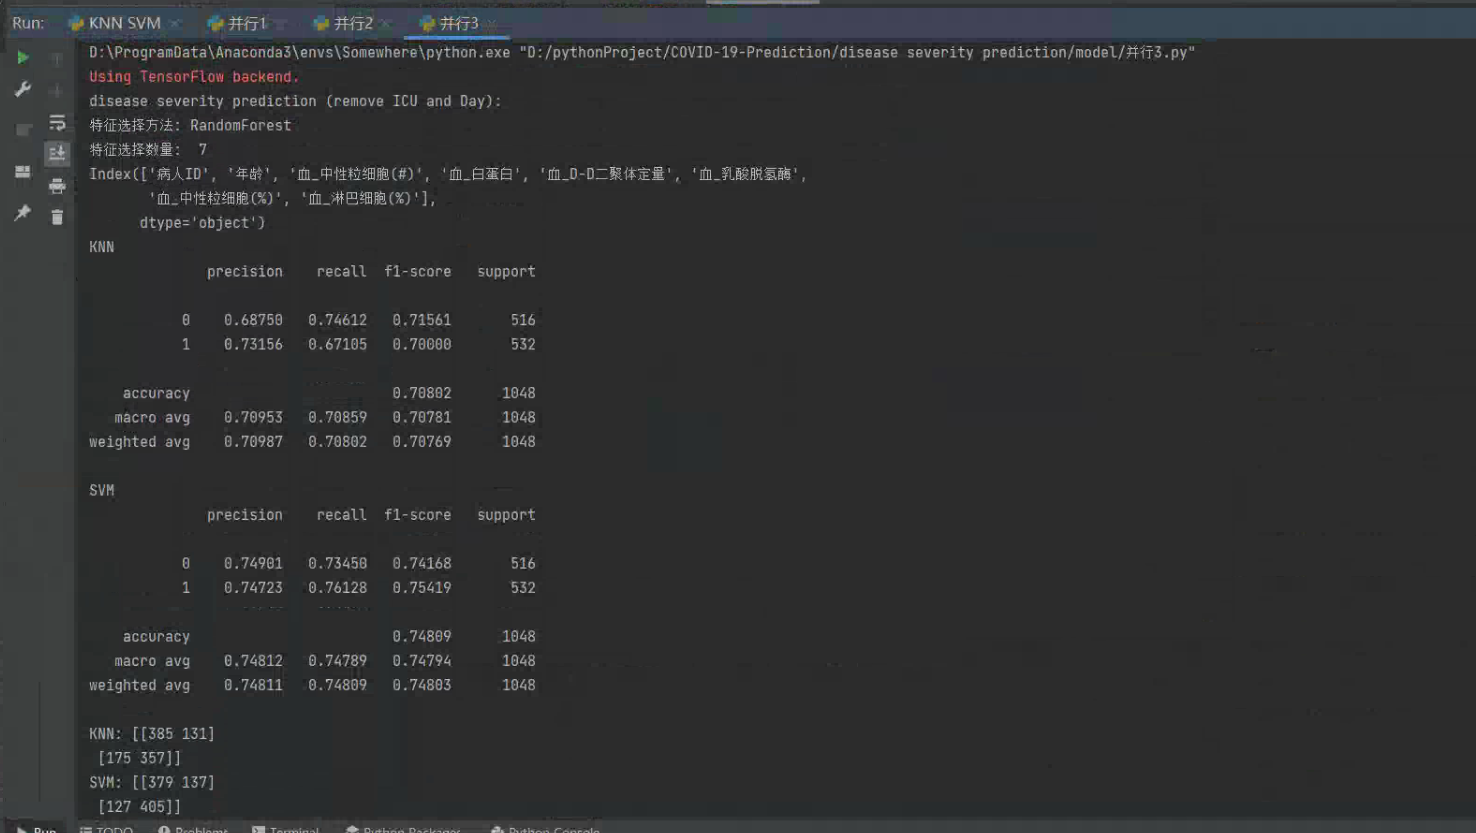 Run: KNN SVM 并行1 并行2 并行3
D:\ProgramData\Anaconda3\envs\Somewhere\python.exe "D:/pythonProject/COVID-19-Prediction/disease severity prediction/model/并行3.py"
Using TensorFlow backend.
disease severity prediction (remove ICU and Day):
特征选择方法: RandomForest
特征选择数量: 7
Index(['病人ID', '年龄', '血_中性粒细胞(#)', '血_白蛋白', '血_D-D二聚体定量', '血_乳酸脱氢酶',
'血_中性粒细胞(%)', '血_淋巴细胞(%)'],
dtype='object')
KNN
precision recall f1-score support
0 0.68750 0.74612 0.71561 516
1 0.73156 0.67105 0.70000 532
accuracy 0.70802 1048
macro avg 0.70953 0.70859 0.70781 1048
weighted avg 0.70987 0.70802 0.70769 1048
SVM
precision recall f1-score support
0 0.74901 0.73450 0.74168 516
1 0.74723 0.76128 0.75419 532
accuracy 0.74809 1048
macro avg 0.74812 0.74789 0.74794 1048
weighted avg 0.74811 0.74809 0.74803 1048
KNN: [[385 131]
[175 357]]
SVM: [[379 137]
[127 405]]
Run TODO Problems Terminal Python Packages Python Console